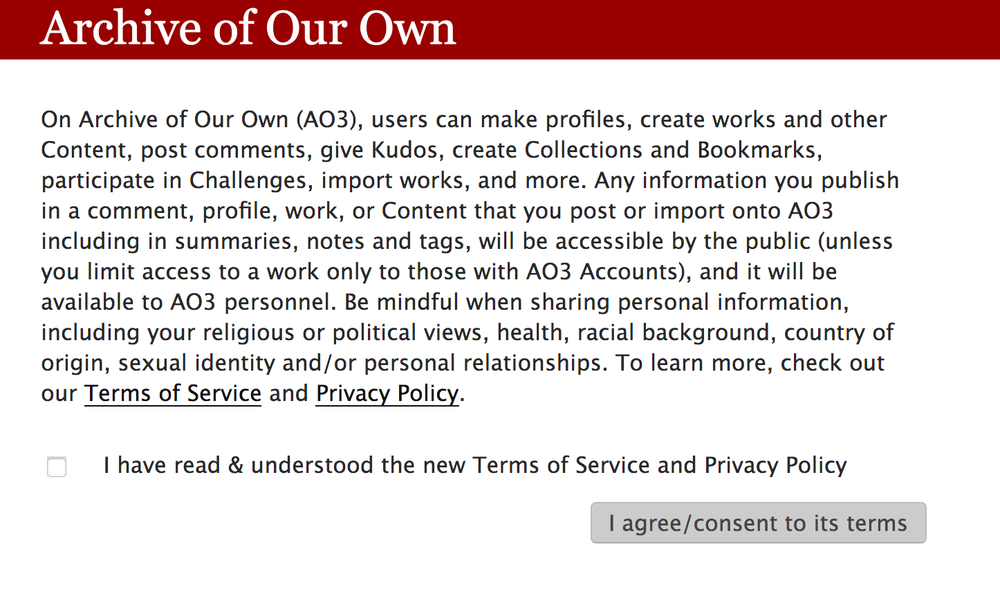 Archive of Our Own
On Archive of Our Own (AO3), users can make profiles, create works and other
Content, post comments, give Kudos, create Collections and Bookmarks,
participate in Challenges, import works, and more. Any information you publish
in a comment, profile, work, or Content that you post or import onto AO3
including in summaries, notes and tags, will be accessible by the public (unless
you limit access to a work only to those with AO3 Accounts), and it will be
available to AO3 personnel. Be mindful when sharing personal information,
including your religious or political views, health, racial background, country of
origin, sexual identity and/or personal relationships. To learn more, check out
our Terms of Service and Privacy Policy.
I have read & understood the new Terms of Service and Privacy Policy
I agree/consent to its terms